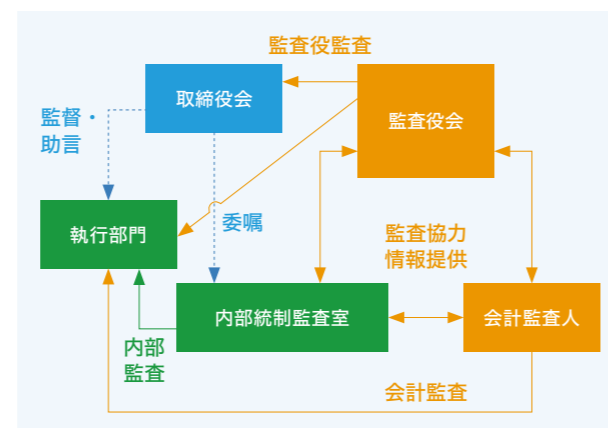 監査役監査
取締役会
監査役会
監督・
助言
執行部門
委嘱
監査協力
情報提供
内部統制監査室
会計監査人
内部
監査
会計監査